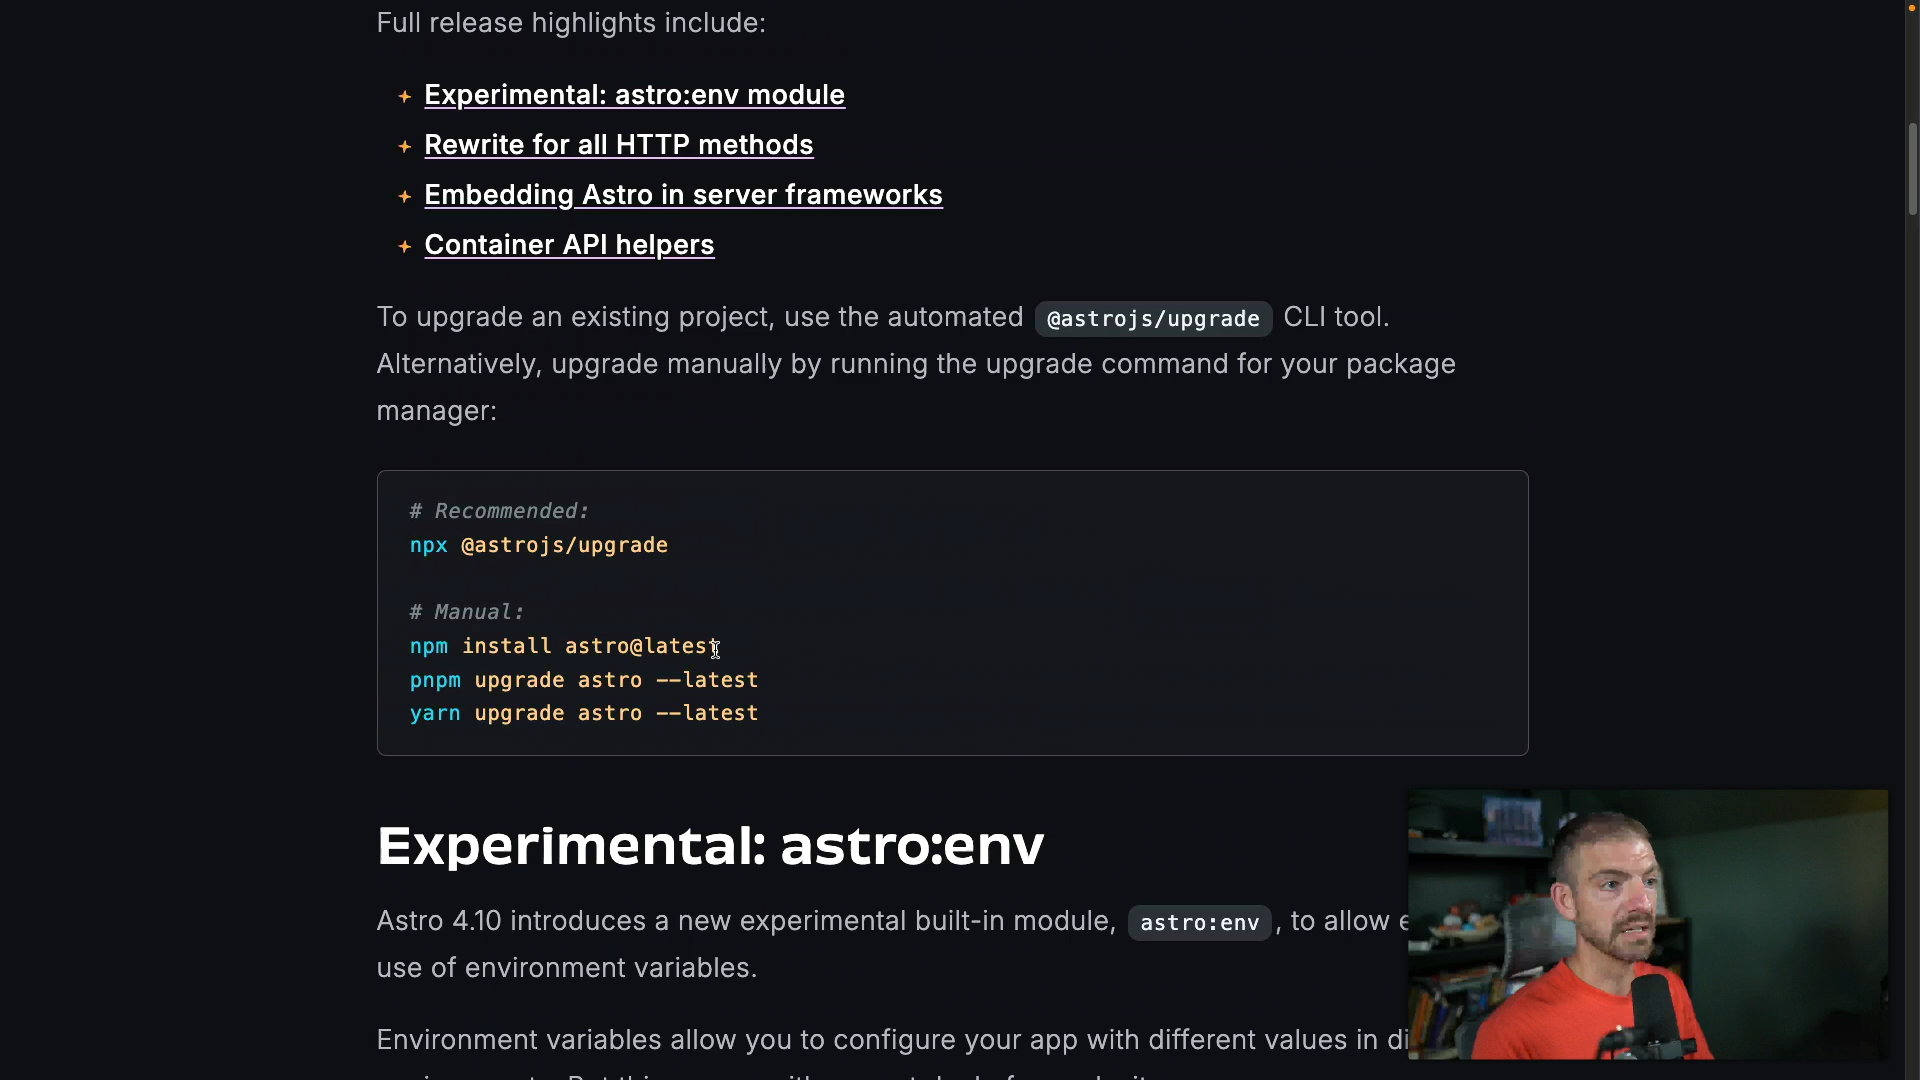 Full release highlights include:
Experimental: astro:env module
Rewrite for all HTTP methods
Embedding Astro in server frameworks
Container API helpers
To upgrade an existing project, use the automated @astrojs/upgrade CLI tool.
Alternatively, upgrade manually by running the upgrade command for your package
manager:
# Recommended:
npx @astrojs/upgrade
# Manual:
npm install astro@latest
pnpm upgrade astro --latest
yarn upgrade astro --latest
Experimental: astro:env
Astro 4.10 introduces a new experimental built-in module, astro:env, to allow
use of environment variables.
Environment variables allow you to configure your app with different values in